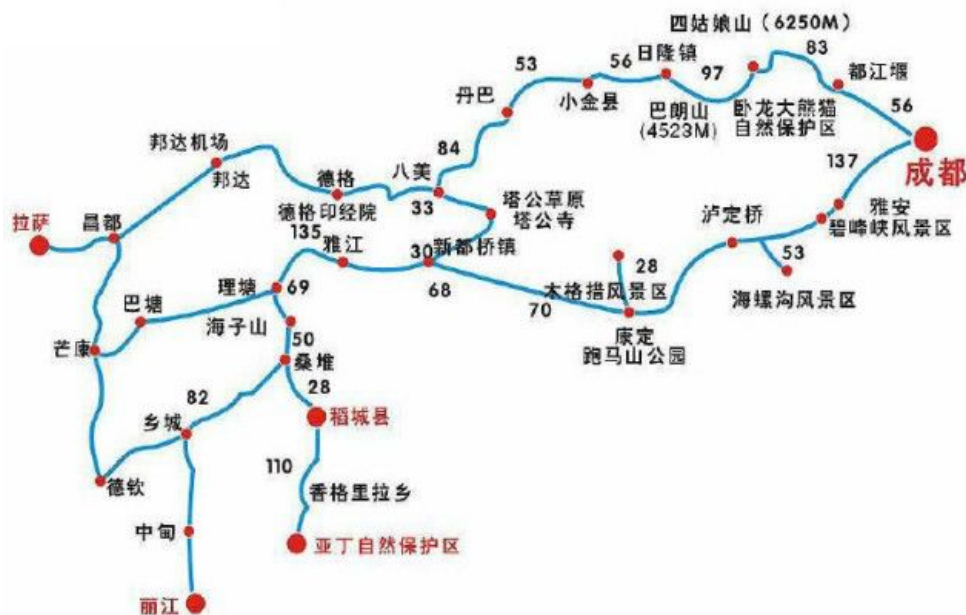 四姑娘山（6250M）
83
日隆镇
56
53
97
都江堰
丹巴
小金县
巴朗山
(4523M)
卧龙大熊猫
自然保护区
56
邦达机场
84
137
成都
邦达
德格
八美
塔公草原
塔公寺
拉萨
昌都
德格印经院
33
泸定桥
雅安
碧峰峡风景区
135
雅江
30
新都桥镇
53
理塘
69
68
28
木格措风景区
海螺沟风景区
巴塘
海子山
70
康定
跑马山公园
芒康
50
桑堆
82
28
乡城
稻城县
110
德钦
香格里拉乡
中甸
亚丁自然保护区
丽江